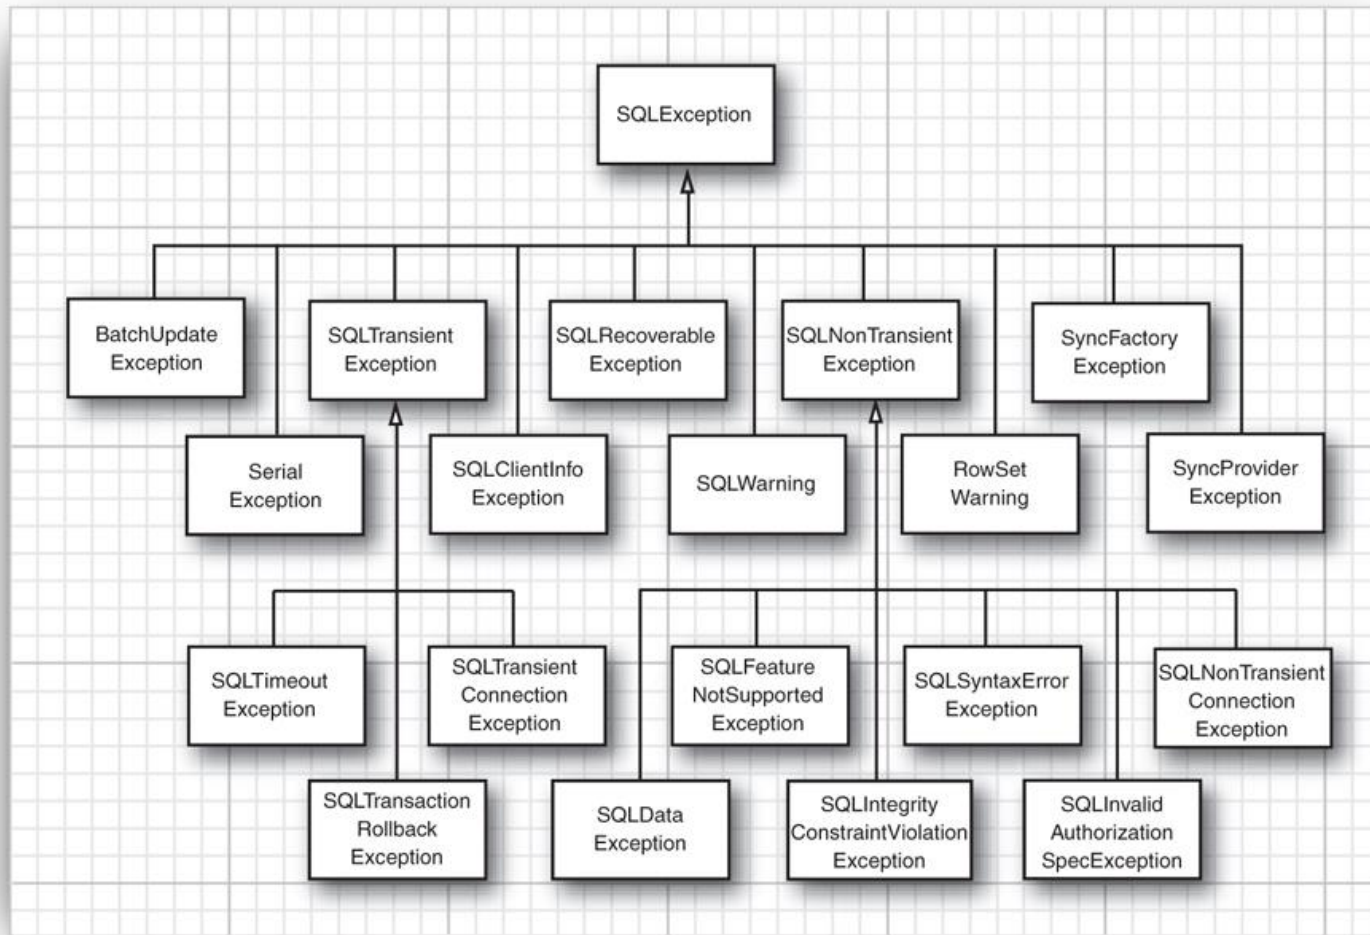 SQLException
BatchUpdate
Exception
SQLTransient
Exception
SQLRecoverable
Exception
SQLNonTransient
Exception
SyncFactory
Exception
Serial
Exception
SQLClientInfo
Exception
SQLWarning
RowSet
Warning
SyncProvider
Exception
SQLTimeout
Exception
SQLTransient
Connection
Exception
SQLFeature
NotSupported
Exception
SQLSyntaxError
Exception
SQLNonTransient
Connection
Exception
SQLTransaction
Rollback
Exception
SQLData
Exception
SQLIntegrity
ConstraintViolation
Exception
SQLInvalid
Authorization
SpecException